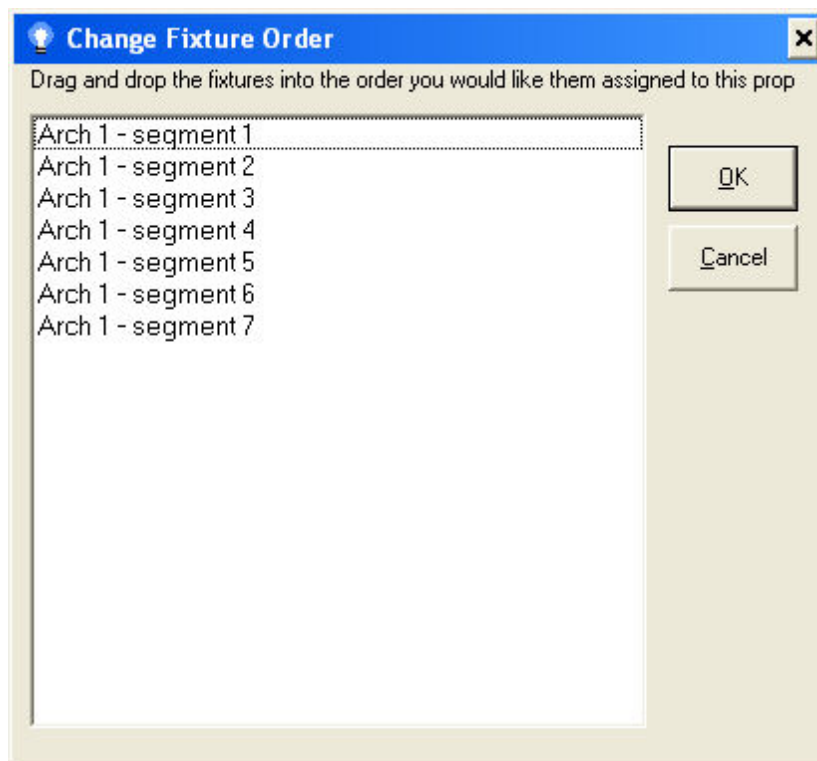 Change Fixture Order
Drag and drop the fixtures into the order you would like them assigned to this prop
Arch 1 - segment 1
Arch 1 - segment 2
Arch 1 - segment 3
Arch 1 - segment 4
Arch 1 - segment 5
Arch 1 - segment 6
Arch 1 - segment 7
OK
Cancel